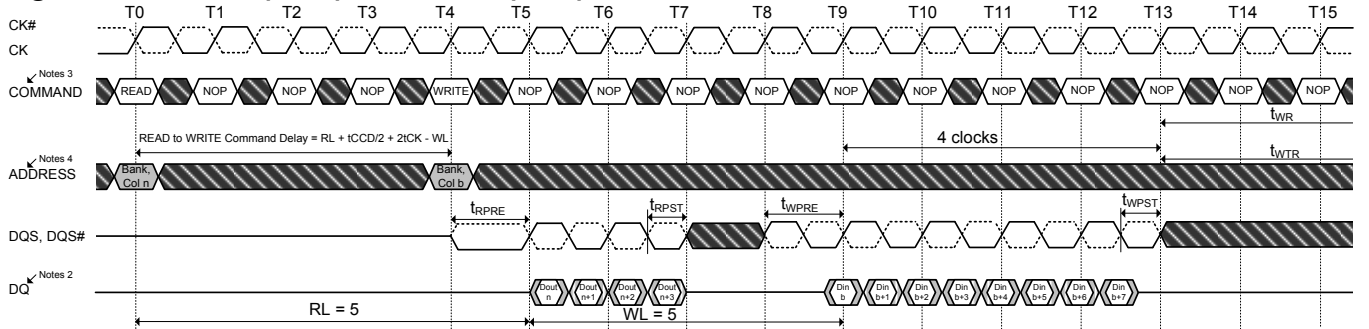 T0 T1 T2 T3 T4 T5 T6 T7 T8 T9 T10 T11 T12 T13 T14 T15
CK#
CK
Notes 3
COMMAND READ NOP NOP NOP WRITE NOP NOP NOP NOP NOP NOP NOP NOP NOP NOP NOP
tWR
READ to WRITE Command Delay = RL + tCCD/2 + 2tCK - WL
4 clocks
Notes 4
tWTR
ADDRESS
Bank, Col n
Bank, Col b
tRPRE tRPST tWPRE tWPST
DQS, DQS#
Notes 2
DQ
Dout n
Dout n+1
Dout n+2
Dout n+3
Din b
Din b+1
Din b+2
Din b+3
Din b+4
Din b+5
Din b+6
Din b+7
RL = 5 WL = 5